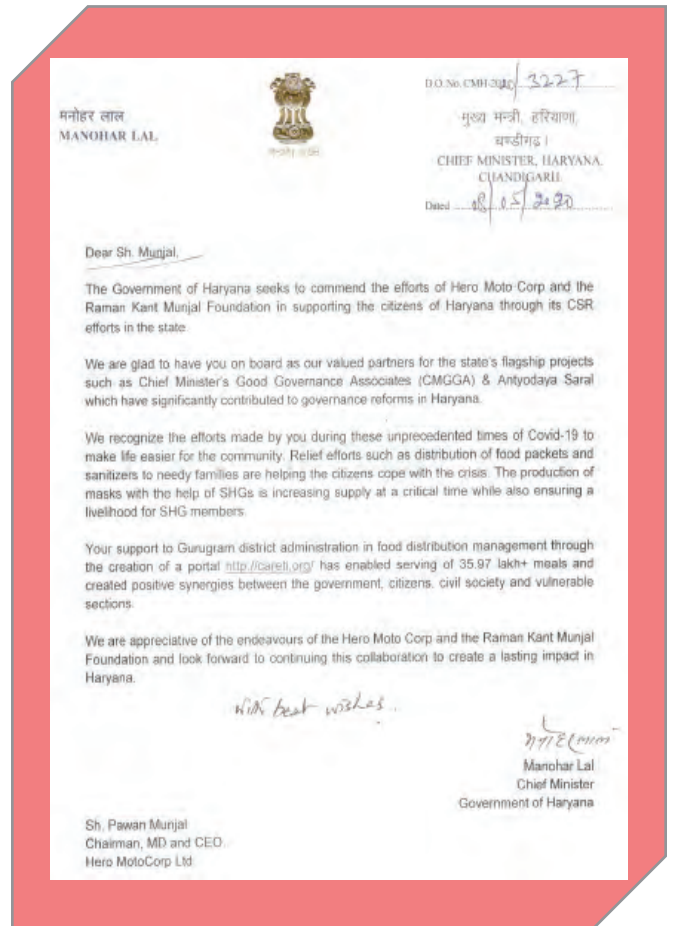 D.O. No. CMH-2020/3227
मनोहर लाल
MANOHAR LAL
मुख्य मन्त्री, हरियाणा,
चण्डीगढ़।
CHIEF MINISTER, HARYANA,
CHANDIGARH.
Dated 08/05/2020
Dear Sh. Munjal,
The Government of Haryana seeks to commend the efforts of Hero Moto Corp and the
Raman Kant Munjal Foundation in supporting the citizens of Haryana through its CSR
efforts in the state.
We are glad to have you on board as our valued partners for the state's flagship projects
such as Chief Minister's Good Governance Associates (CMGGA) & Antyodaya Saral
which have significantly contributed to governance reforms in Haryana.
We recognize the efforts made by you during these unprecedented times of Covid-19 to
make life easier for the community. Relief efforts such as distribution of food packets and
sanitizers to needy families are helping the citizens cope with the crisis. The production of
masks with the help of SHGs is increasing supply at a critical time while also ensuring a
livelihood for SHG members.
Your support to Gurugram district administration in food distribution management through
the creation of a portal has enabled serving of 35.97 lakh+ meals and
created positive synergies between the government, citizens, civil society and vulnerable
sections.
We are appreciative of the endeavours of the Hero Moto Corp and the Raman Kant Munjal
Foundation and look forward to continuing this collaboration to create a lasting impact in
Haryana.
With best wishes.
मनोहर लाल
Manohar Lal
Chief Minister
Government of Haryana
Sh. Pawan Munjal
Chairman, MD and CEO.
Hero MotoCorp Ltd